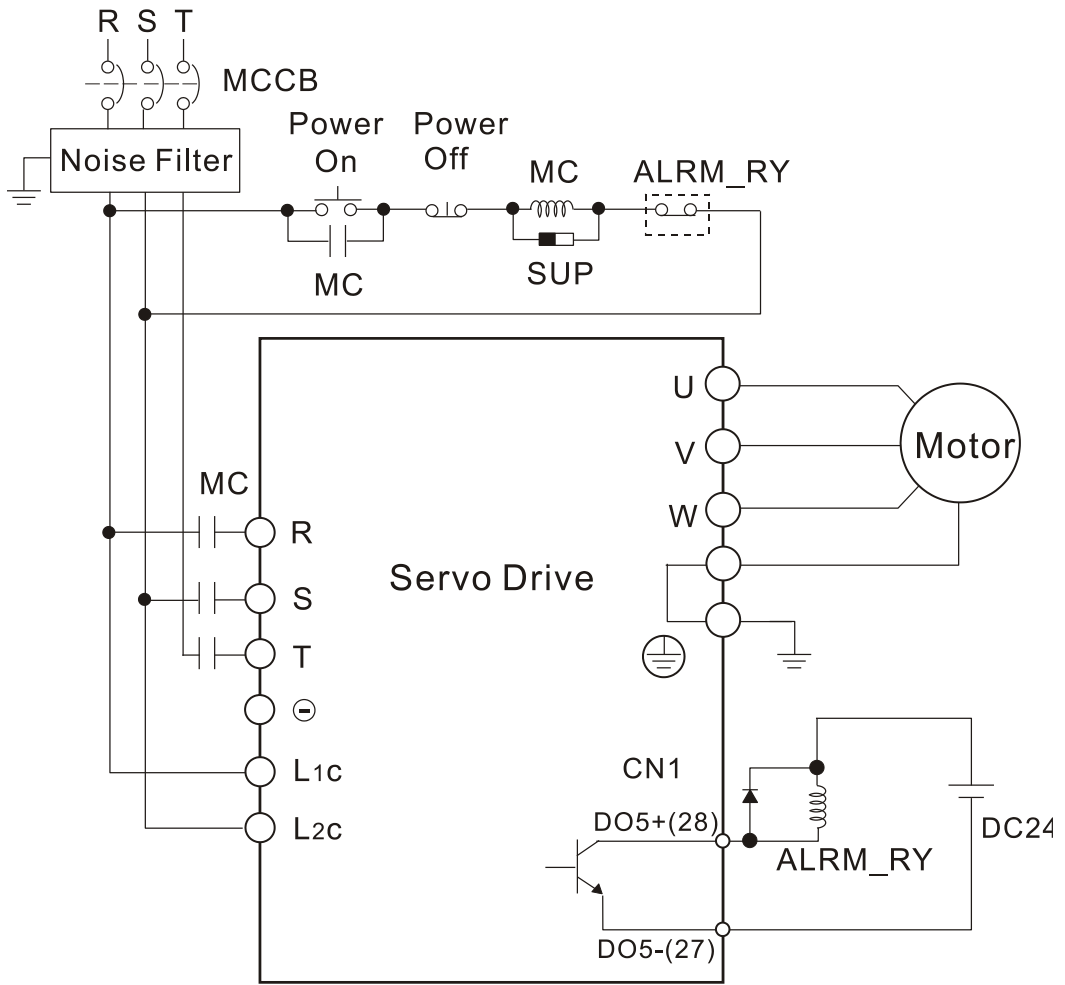 R S T
MCCB
Noise Filter
Power On
Power Off
MC
ALRM_RY
MC
SUP
U
V
W
Motor
MC
R
S
T
Servo Drive
L1c
L2c
CN1
DO5+(28)
ALRM_RY
DC24
DO5-(27)